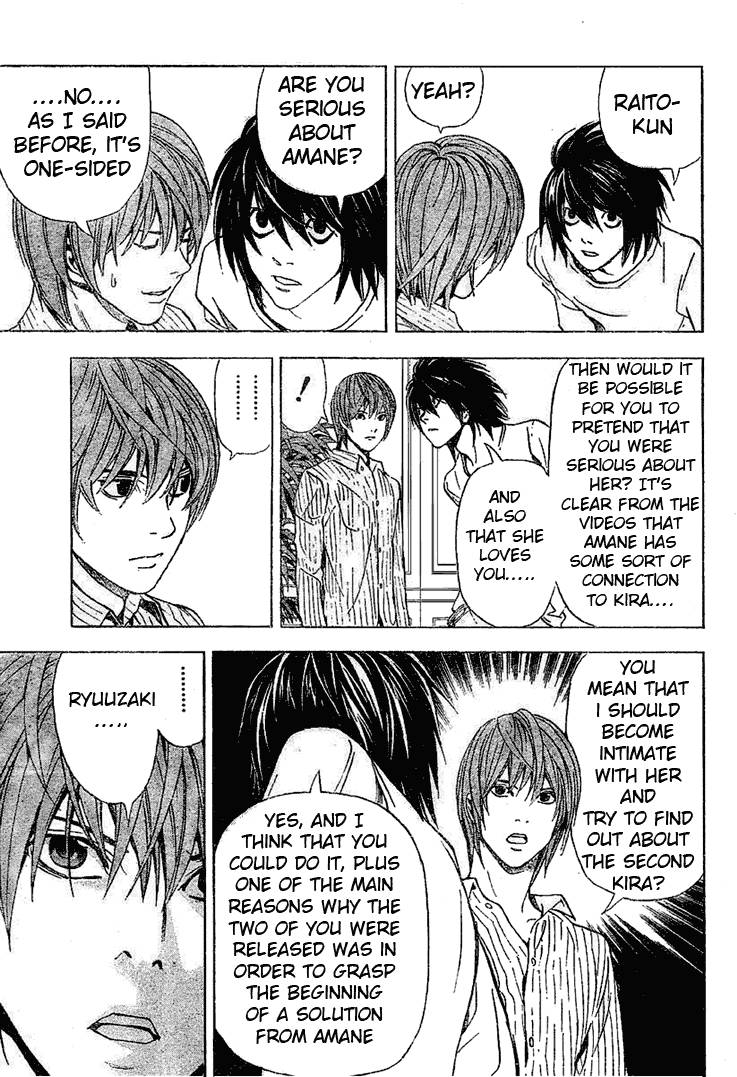 RAITO-
KUN
YEAH?
ARE YOU
SERIOUS
ABOUT
AMANE?
....NO....
AS I SAID
BEFORE, IT'S
ONE-SIDED
THEN WOULD IT
BE POSSIBLE
FOR YOU TO
PRETEND THAT
YOU WERE
SERIOUS ABOUT
HER? IT'S
CLEAR FROM THE
VIDEOS THAT
AMANE HAS
SOME SORT OF
CONNECTION
TO KIRA....
AND
ALSO
THAT SHE
LOVES
YOU.....
!
......
......
YOU
MEAN THAT
I SHOULD
BECOME
INTIMATE
WITH HER
AND
TRY TO FIND
OUT ABOUT
THE SECOND
KIRA?
YES, AND I
THINK THAT YOU
COULD DO IT, PLUS
ONE OF THE MAIN
REASONS WHY THE
TWO OF YOU WERE
RELEASED WAS IN
ORDER TO GRASP
THE BEGINNING
OF A SOLUTION
FROM AMANE
........
RYUUZAKI
.....